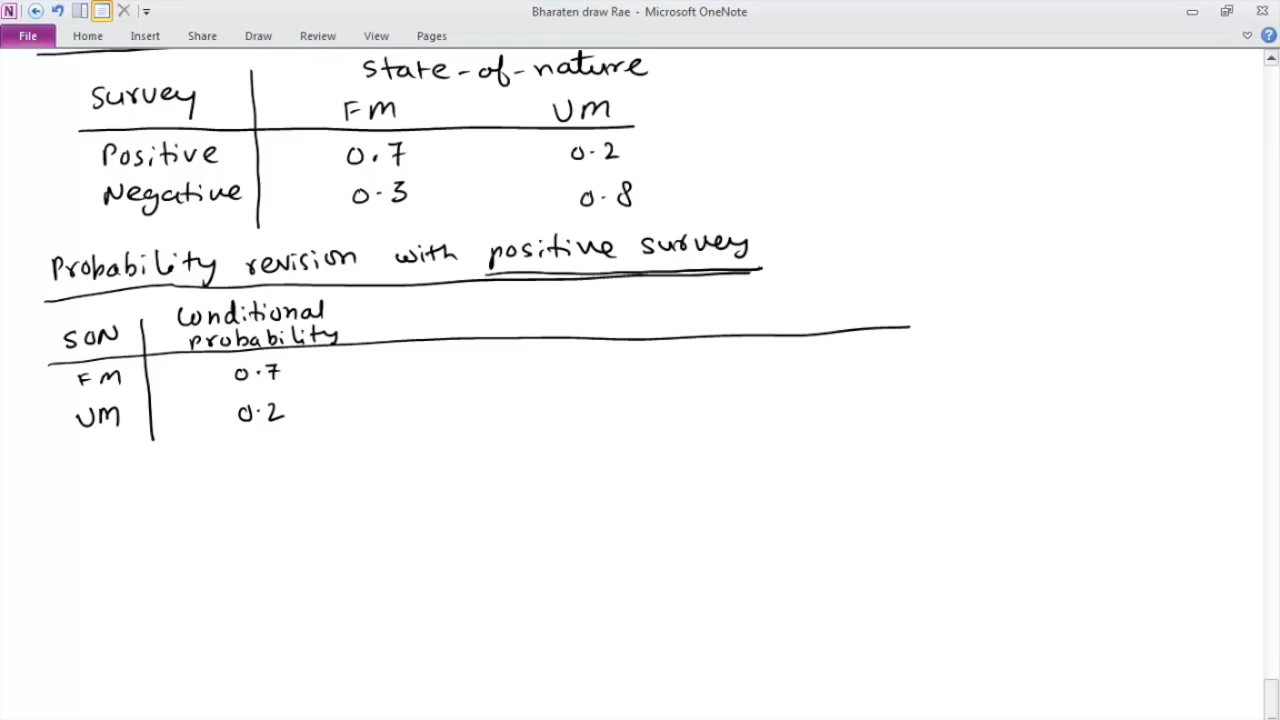 Bharaten draw Rae - Microsoft OneNote
File Home Insert Share Draw Review View Pages
State-of-nature
Survey FM UM
Positive 0.7 0.2
Negative 0.3 0.8
Probability revision with positive survey
SON Conditional probability
FM 0.7
UM 0.2